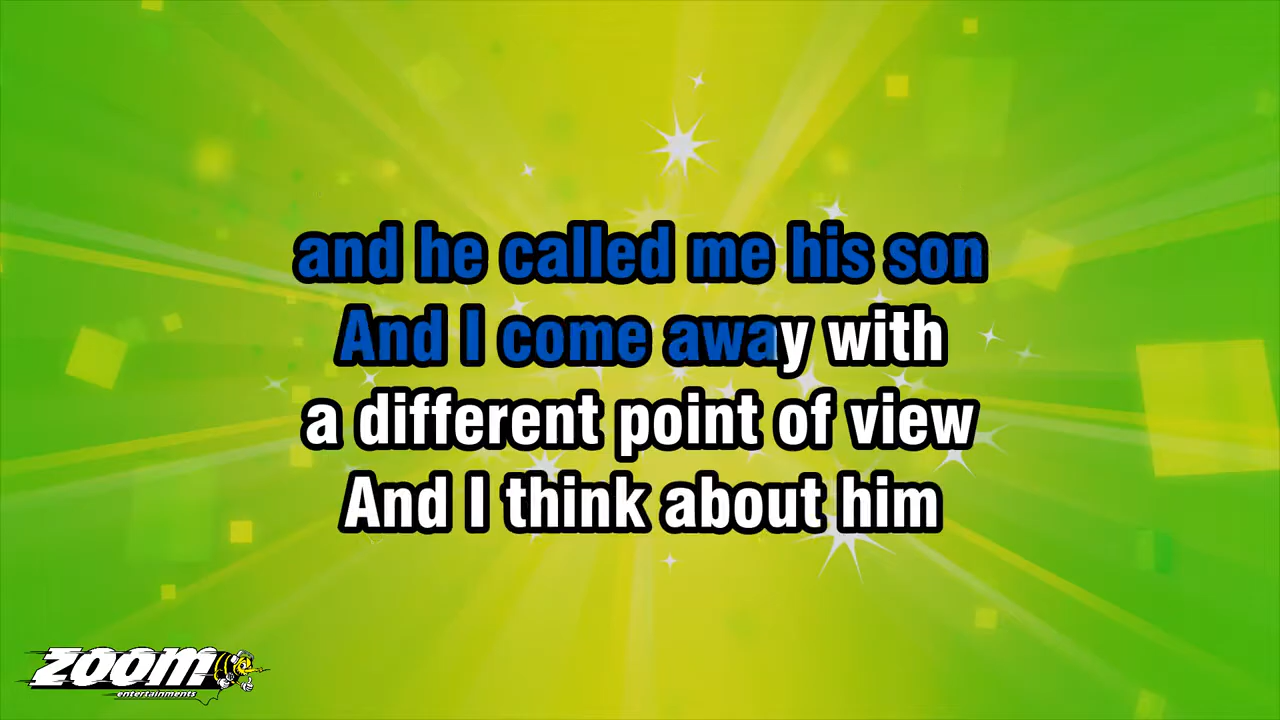 and he called me his son
And I come away with
a different point of view
And I think about him
ZOOM
entertainments